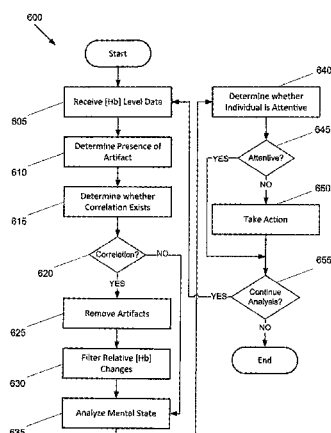 600
Start
605
Receive [Hb] Level Data
610
Determine Presence of
Artifact
615
Determine whether
Correlation Exists
620
Correlation?
NO
YES
625
Remove Artifacts
630
Filter Relative [Hb]
Changes
635
Analyze Mental State
640
Determine whether
Individual is Attentive
645
Attentive?
YES
NO
650
Take Action
655
Continue
Analysis?
YES
NO
End